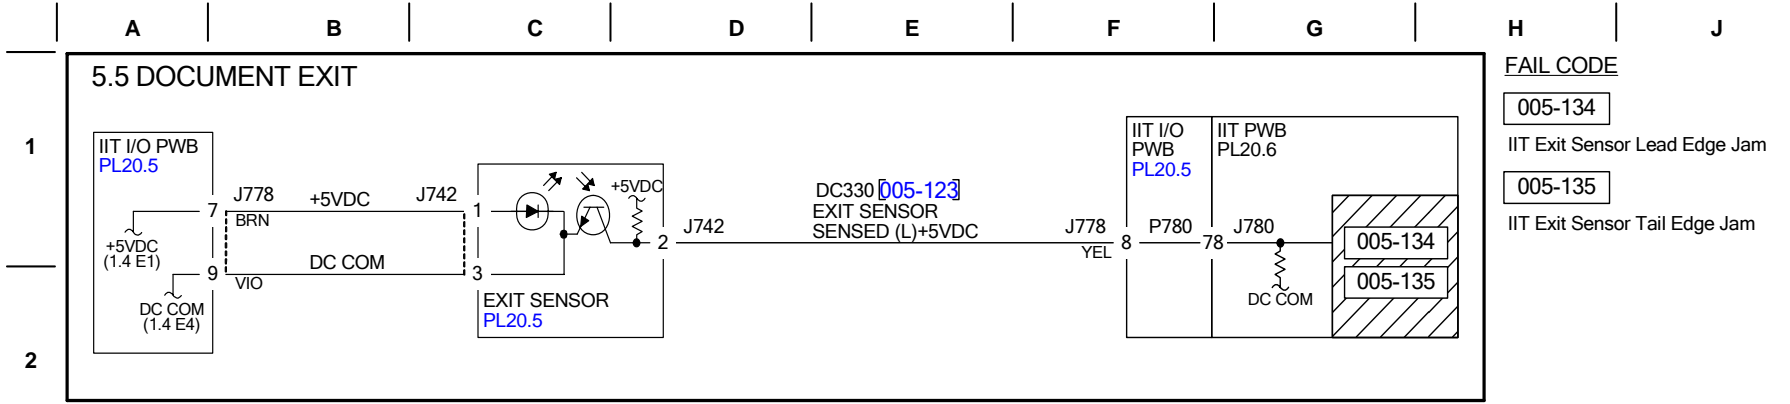 A B C D E F G H J
1
2
5.5 DOCUMENT EXIT
IIT I/O PWB
PL20.5
7
+5VDC
(1.4 E1)
9
DC COM
(1.4 E4)
J778 +5VDC J742
BRN
DC COM
VIO
1
3
+5VDC
2
EXIT SENSOR
PL20.5
J742
DC330 [005-123]
EXIT SENSOR
SENSED (L)+5VDC
J778
YEL
IIT I/O
PWB
PL20.5
8 P780 78
IIT PWB
PL20.6
J780
DC COM
005-134
005-135
FAIL CODE
005-134
IIT Exit Sensor Lead Edge Jam
005-135
IIT Exit Sensor Tail Edge Jam